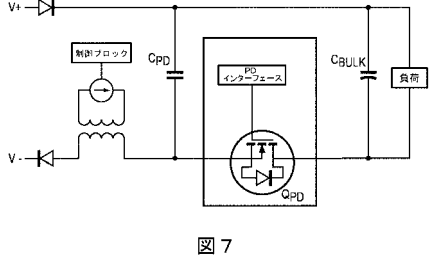 V+
制御ブロック
CPD
PD
インターフェース
CBULK
負荷
V -
QPD
図 7